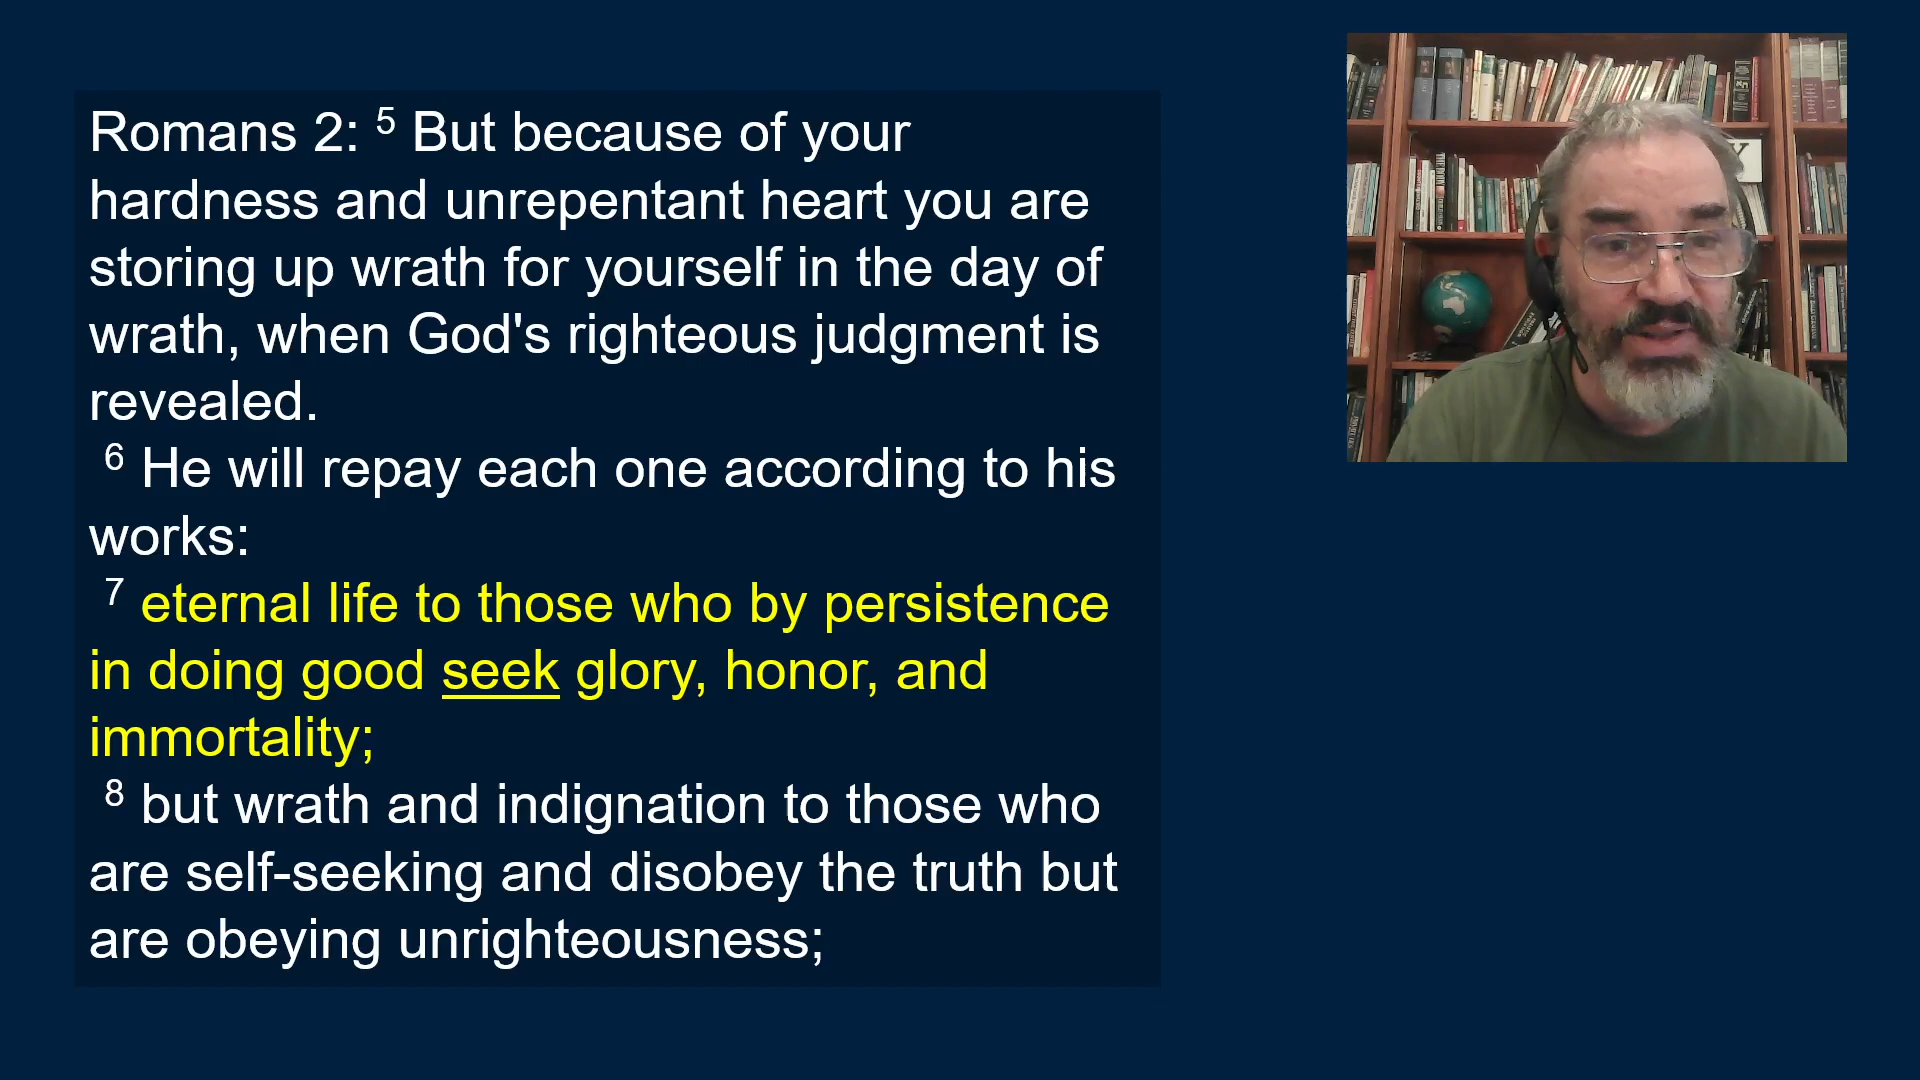 Romans 2: 5 But because of your
hardness and unrepentant heart you are
storing up wrath for yourself in the day of
wrath, when God's righteous judgment is
revealed.
6 He will repay each one according to his
works:
7 eternal life to those who by persistence
in doing good seek glory, honor, and
immortality;
8 but wrath and indignation to those who
are self-seeking and disobey the truth but
are obeying unrighteousness;